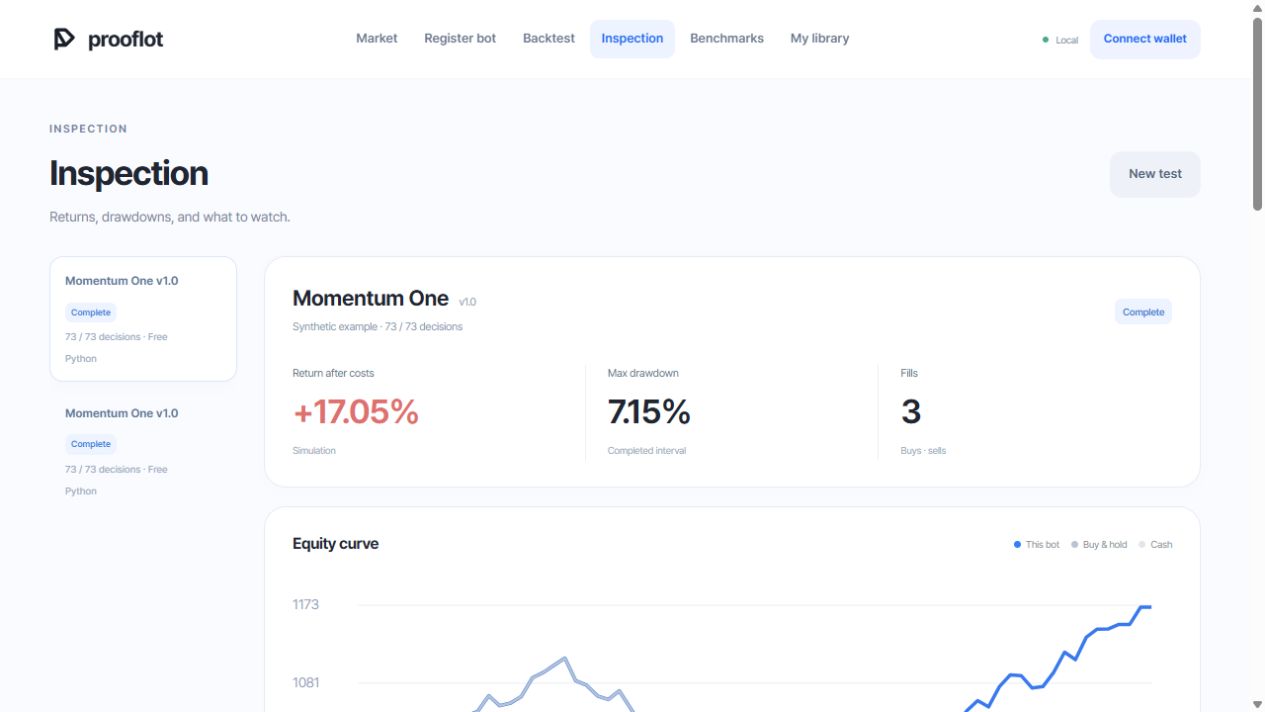 prooflot
Market
Register bot
Backtest
Inspection
Benchmarks
My library
Local
Connect wallet
INSPECTION
Inspection
New test
Returns, drawdowns, and what to watch.
Momentum One v1.0
Complete
73 / 73 decisions · Free
Python
Momentum One v1.0
Complete
73 / 73 decisions · Free
Python
Momentum One v1.0
Synthetic example · 73 / 73 decisions
Complete
Return after costs
+17.05%
Simulation
Max drawdown
7.15%
Completed interval
Fills
3
Buys · sells
Equity curve
This bot
Buy & hold
Cash
1173
1081